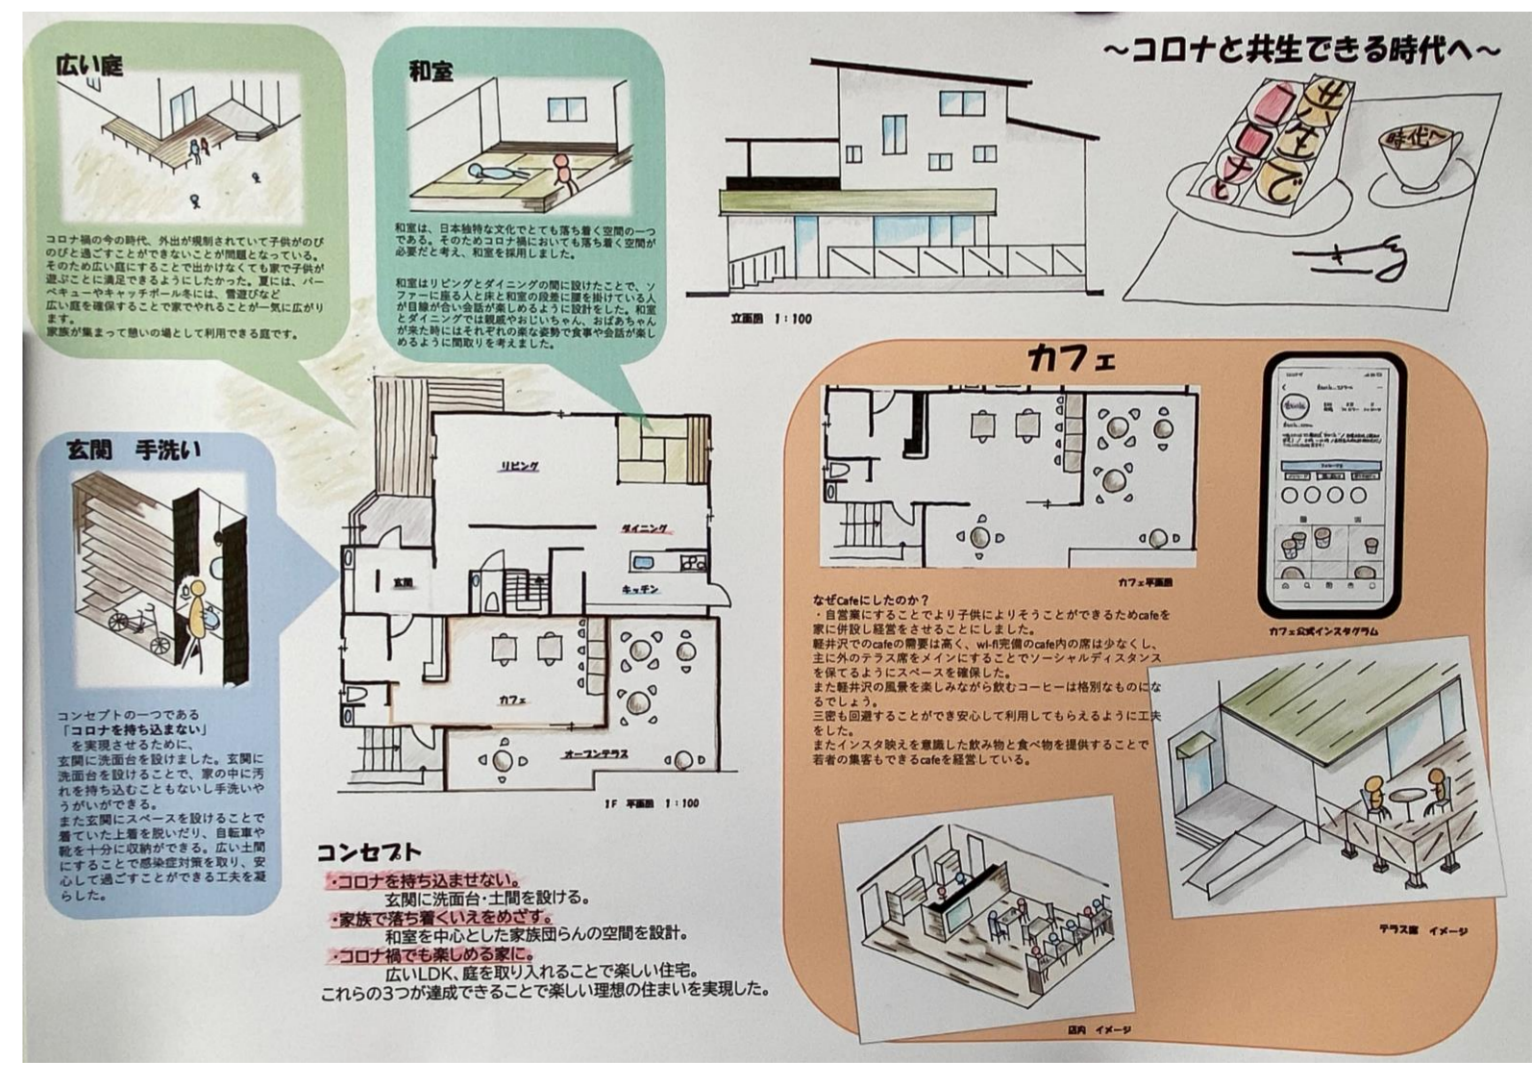 ～コロナと共生できる時代へ～
広い庭
コロナ禍の今の時代、外出が規制されていて子供がのび
のびと過ごすことができないことが問題となっている。
そのため広い庭にすることで出かけなくても家で子供が
遊ぶことに満足できるようにしたかった。夏には、バー
ベキューやキャッチボール冬には、雪遊びなど
広い庭を確保することで家でやれることが一気に広がり
ます。
家族が集まって憩いの場として利用できる庭です。
和室
和室は、日本独特な文化でとても落ち着く空間の一つ
である。そのためコロナ禍においても落ち着く空間が
必要だと考え、和室を採用しました。
和室はリビングとダイニングの間に設けたことで、ソ
ファーに座る人と床と和室の段差に腰を掛けている人
が目線が合い会話が楽しめるように設計をした。和室
とダイニングでは親戚やおじいちゃん、おばあちゃん
が来た時にはそれぞれの楽な姿勢で食事や会話が楽し
めるように間取りを考えました。
立面図 1：100
コロナと
共生で
時代へ
玄関 手洗い
コンセプトの一つである
「コロナを持ち込まない」
を実現させるために、
玄関に洗面台を設けました。玄関に
洗面台を設けることで、家の中に汚
れを持ち込むこともないし手洗いや
うがいができる。
また玄関にスペースを設けることで
着ていた上着を脱いだり、自転車や
靴を十分に収納ができる。広い土間
にすることで感染症対策を取り、安
心して過ごすことができる工夫を凝
らした。
リビング
ダイニング
キッチン
玄関
カフェ
オープンテラス
1F 平面図 1：100
コンセプト
・コロナを持ち込ませない。
玄関に洗面台・土間を設ける。
・家族で落ち着くいえをめざす。
和室を中心とした家族団らんの空間を設計。
・コロナ禍でも楽しめる家に。
広いLDK、庭を取り入れることで楽しい住宅。
これらの3つが達成できることで楽しい理想の住まいを実現した。
カフェ
カフェ平面図
カフェ公式インスタグラム
なぜCafeにしたのか？
・自営業にすることでより子供によりそうことができるためcafeを
家に併設し経営をさせることにしました。
軽井沢でのcafeの需要は高く、wi-fi完備のcafe内の席は少なくし、
主に外のテラス席をメインにすることでソーシャルディスタンス
を保てるようにスペースを確保した。
また軽井沢の風景を楽しみながら飲むコーヒーは格別なものにな
るでしょう。
三密も回避することができ安心して利用してもらえるように工夫
をした。
またインスタ映えを意識した飲み物と食べ物を提供することで
若者の集客もできるcafeを経営している。
テラス席 イメージ
店内 イメージ